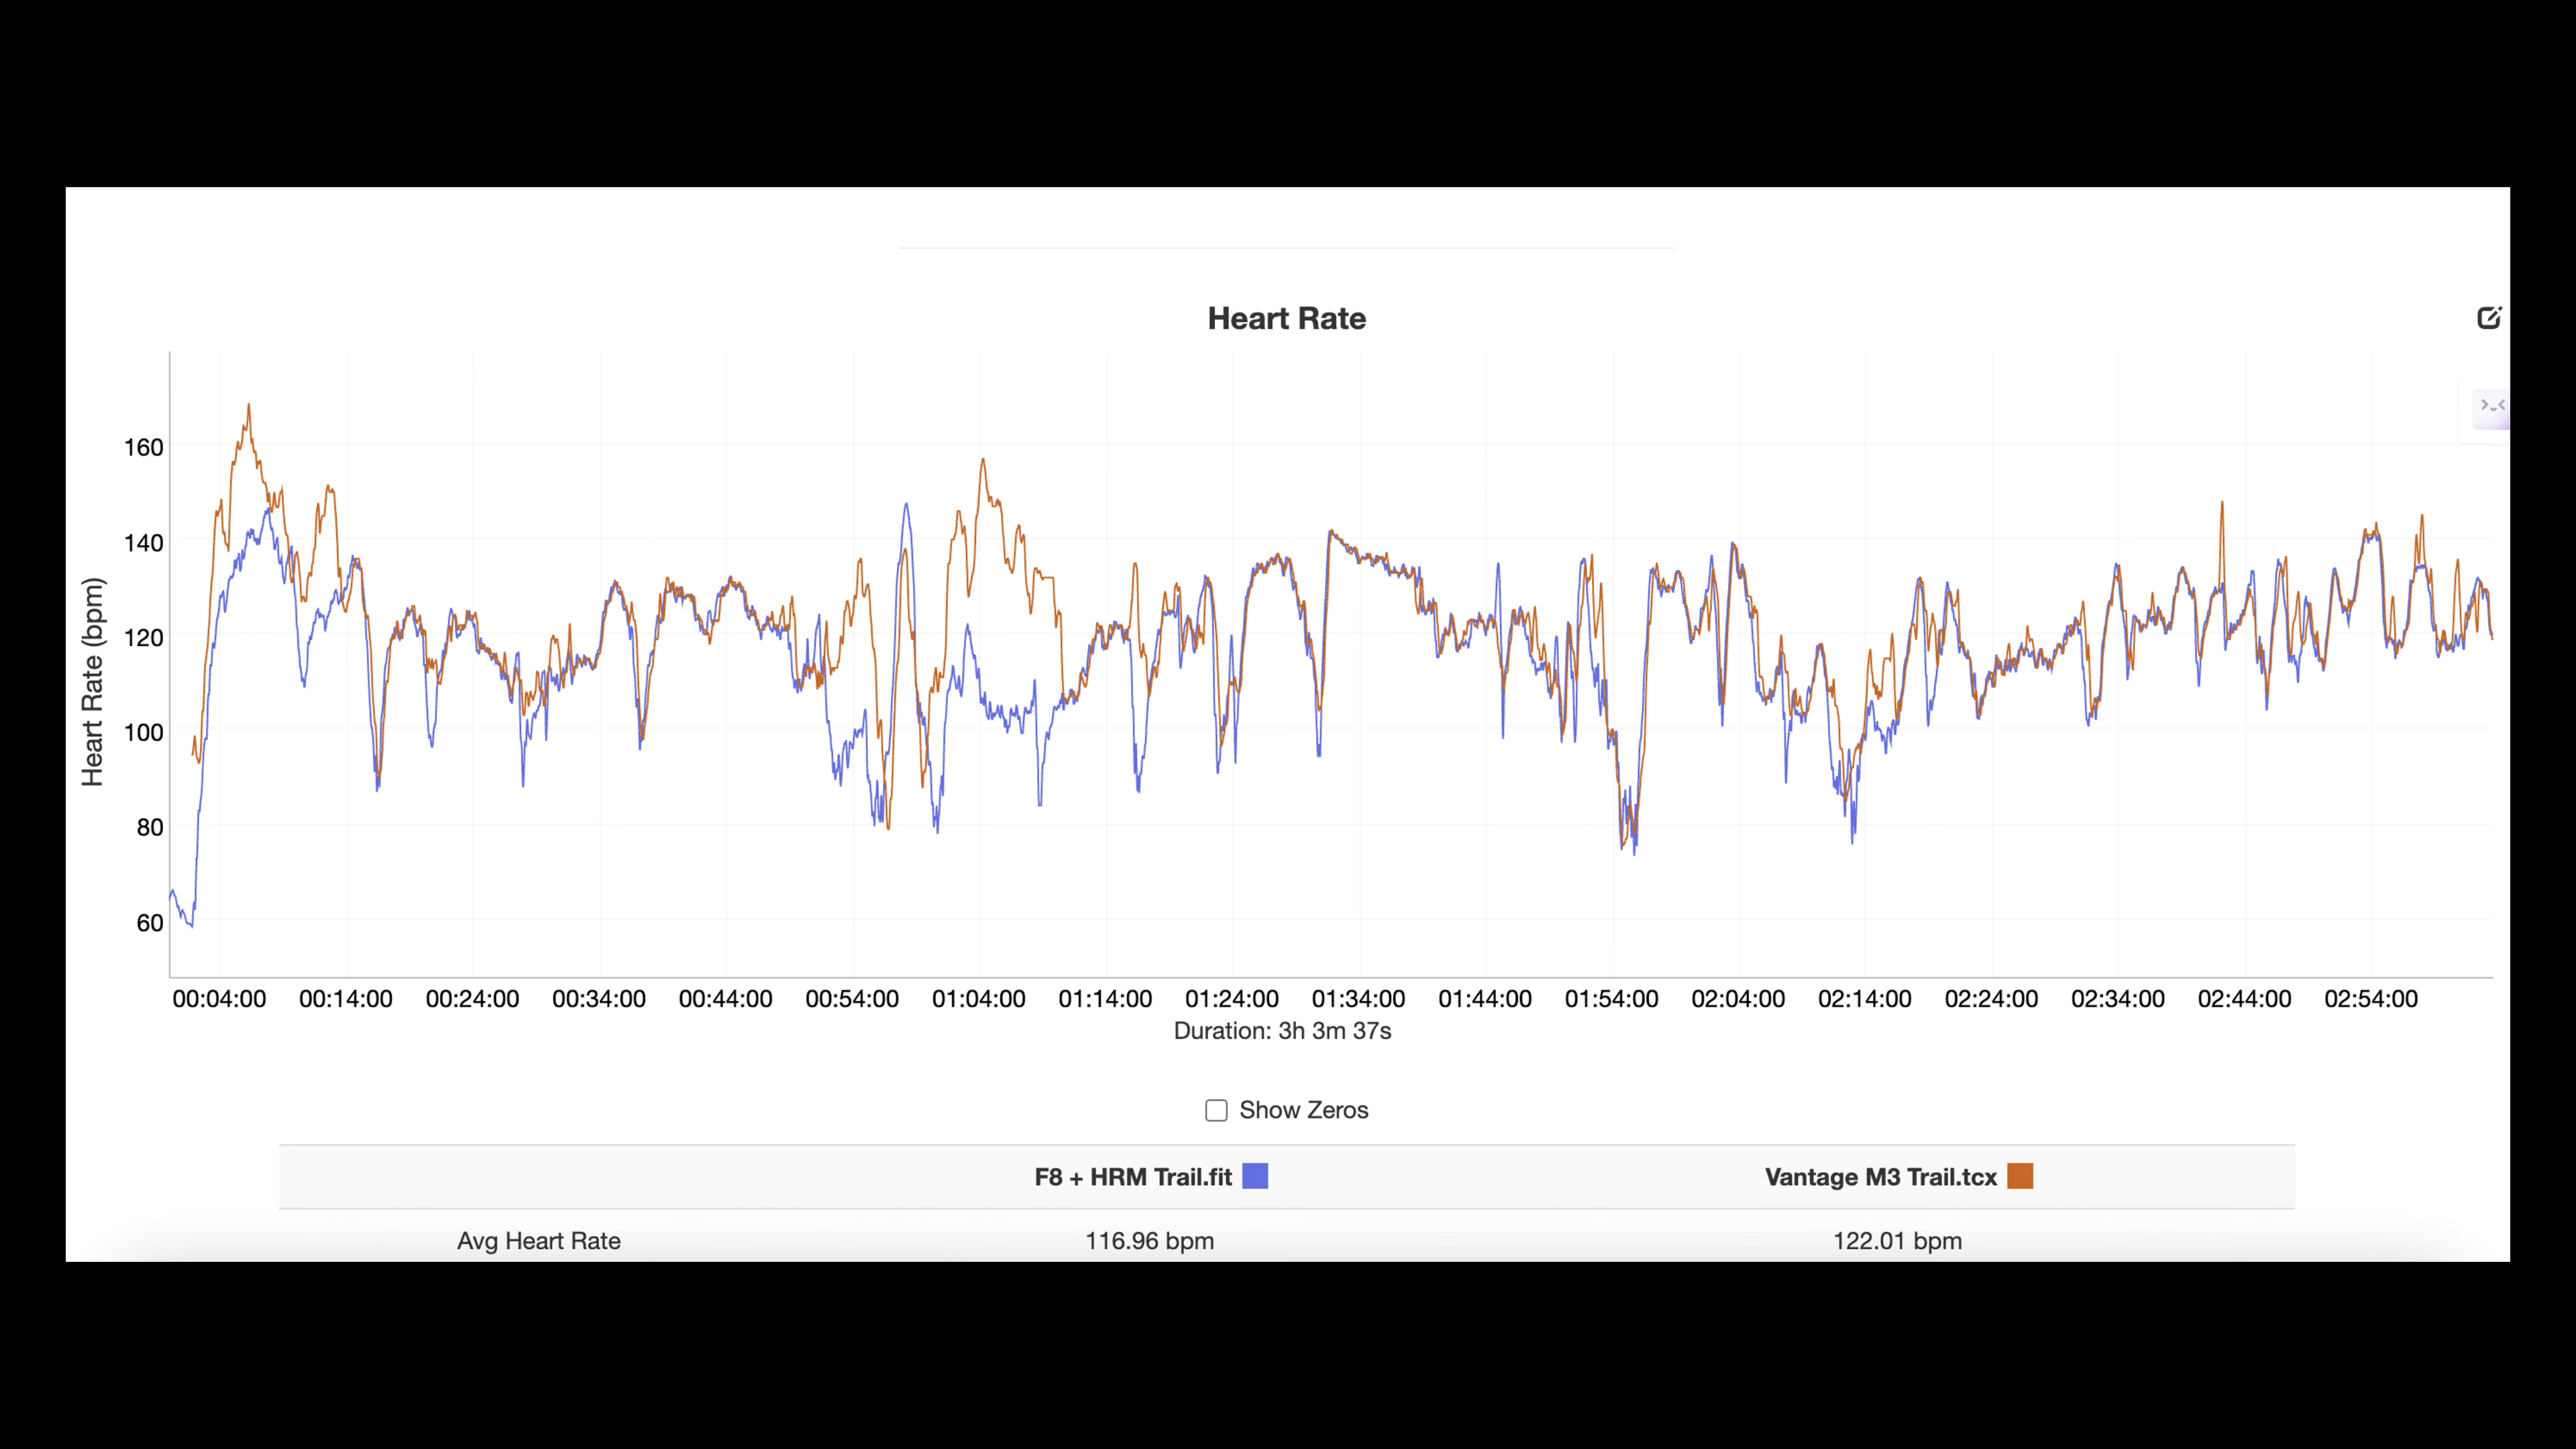 Heart Rate
Heart Rate (bpm)
160
140
120
100
80
60
00:04:00 00:14:00 00:24:00 00:34:00 00:44:00 00:54:00 01:04:00 01:14:00 01:24:00 01:34:00 01:44:00 01:54:00 02:04:00 02:14:00 02:24:00 02:34:00 02:44:00 02:54:00
Duration: 3h 3m 37s
Show Zeros
F8 + HRM Trail.fit Vantage M3 Trail.tcx
Avg Heart Rate 116.96 bpm 122.01 bpm